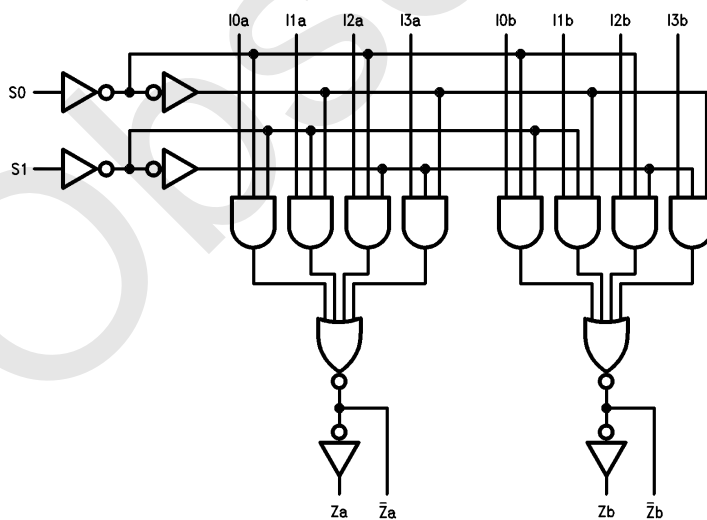 I0a I1a I2a I3a I0b I1b I2b I3b
S0
S1
Za Z̄a Zb Z̄b